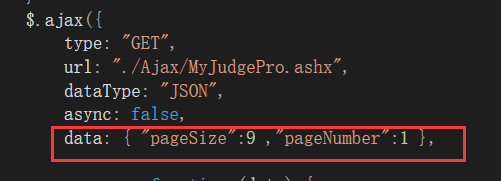 $.ajax({
type: "GET",
url: "./Ajax/MyJudgePro.ashx",
dataType: "JSON",
async: false,
data: { "pageSize":9 ,"pageNumber":1 },